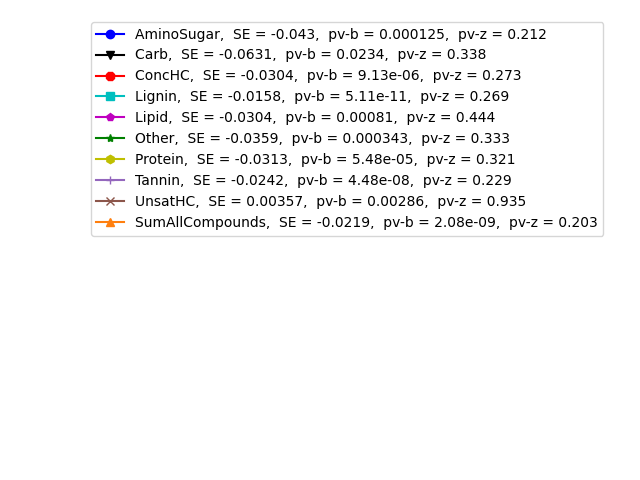 AminoSugar,  SE = -0.043,  pv-b = 0.000125,  pv-z = 0.212
Carb,  SE = -0.0631,  pv-b = 0.0234,  pv-z = 0.338
ConcHC,  SE = -0.0304,  pv-b = 9.13e-06,  pv-z = 0.273
Lignin,  SE = -0.0158,  pv-b = 5.11e-11,  pv-z = 0.269
Lipid,  SE = -0.0304,  pv-b = 0.00081,  pv-z = 0.444
Other,  SE = -0.0359,  pv-b = 0.000343,  pv-z = 0.333
Protein,  SE = -0.0313,  pv-b = 5.48e-05,  pv-z = 0.321
Tannin,  SE = -0.0242,  pv-b = 4.48e-08,  pv-z = 0.229
UnsatHC,  SE = 0.00357,  pv-b = 0.00286,  pv-z = 0.935
SumAllCompounds,  SE = -0.0219,  pv-b = 2.08e-09,  pv-z = 0.203